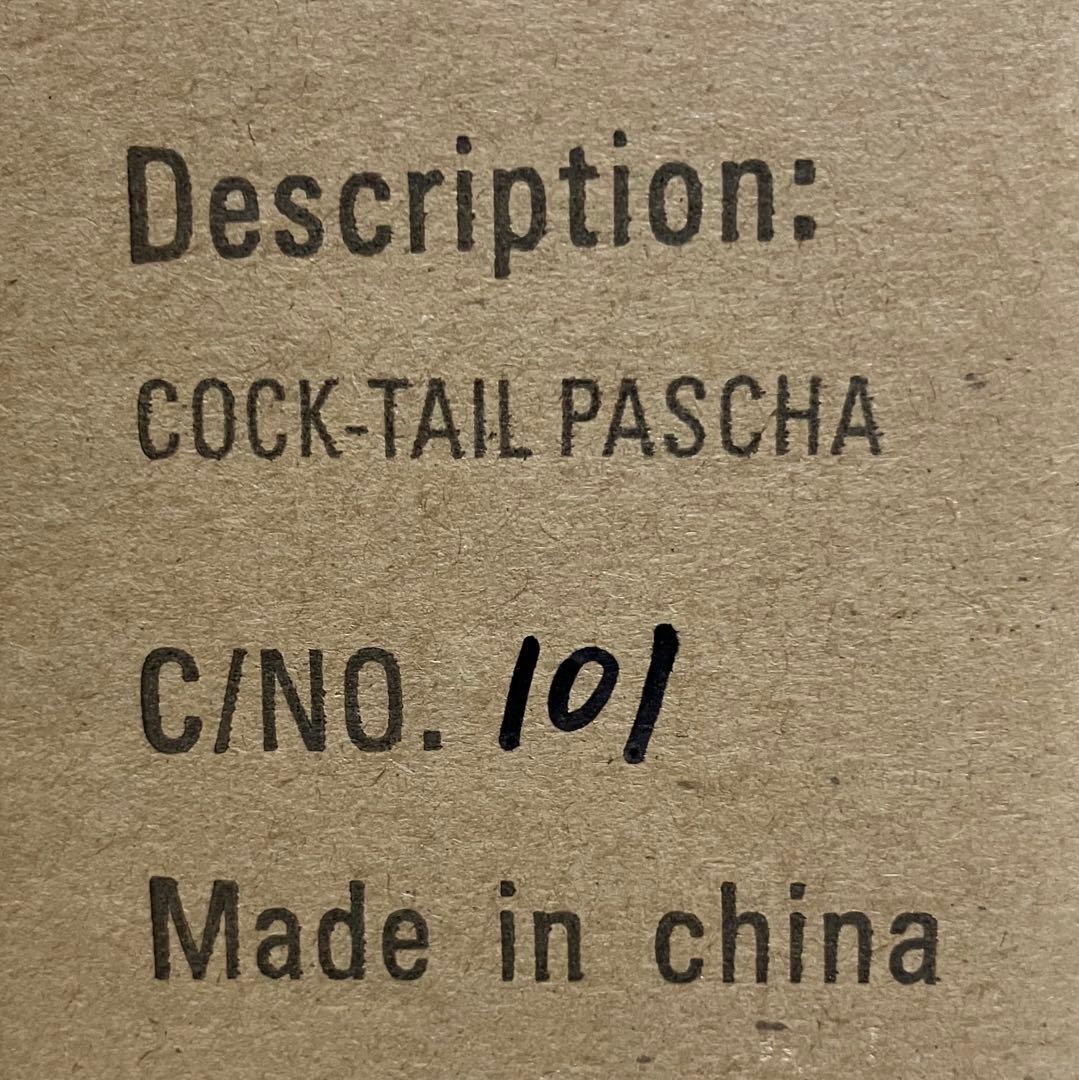 Description:
COCK-TAIL PASCHA
C/NO. 101
Made in china